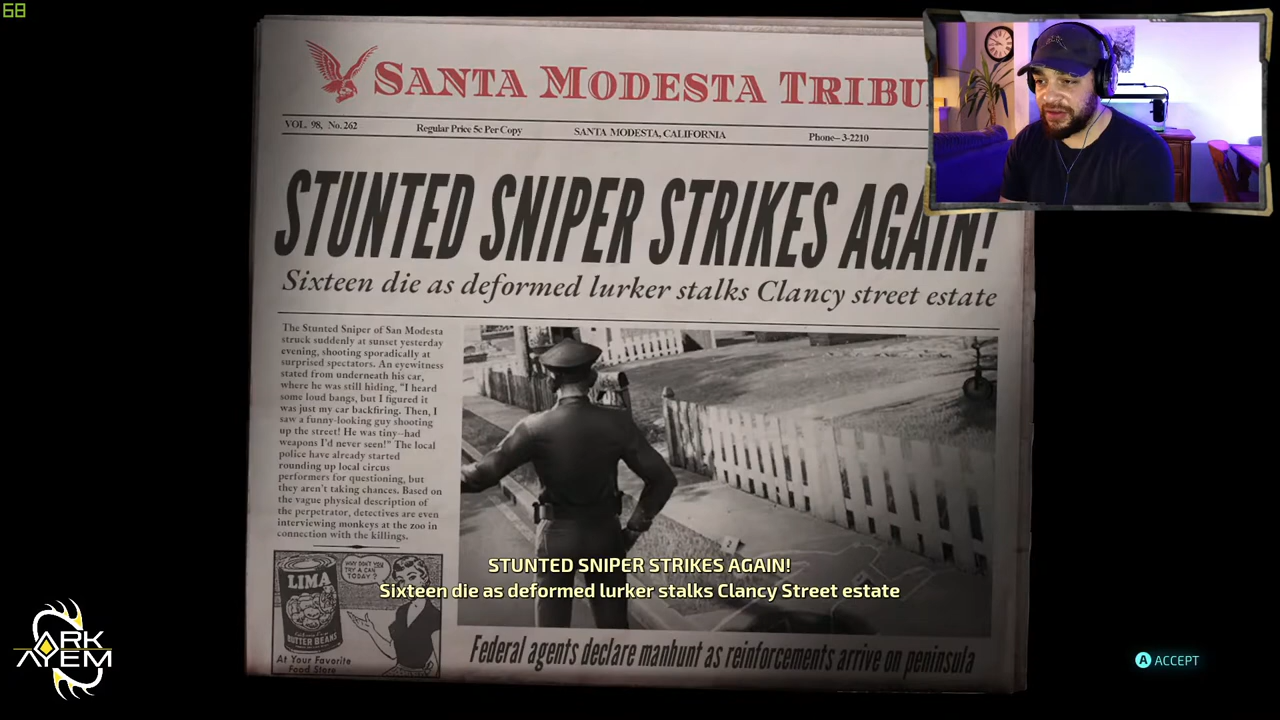 68
SANTA MODESTA TRIBU
VOL. 98, No. 262 Regular Price 5c Per Copy SANTA MODESTA, CALIFORNIA Phone–3-2210
STUNTED SNIPER STRIKES AGAIN!
Sixteen die as deformed lurker stalks Clancy street estate
The Stunted Sniper of San Modesta
struck suddenly at sunset yesterday
evening, shooting sporadically at
surprised spectators. An eyewitness
stated from underneath his car,
where he was still hiding, "I heard
some loud bangs, but I figured it
was just my car backfiring. Then, I
saw a funny-looking guy shooting
up the street! He was tiny–had
weapons I'd never seen!" The local
police have already started
rounding up local circus
performers for questioning, but
they aren't taking chances. Based on
the vague physical description of
the perpetrator, detectives are even
interviewing monkeys at the zoo in
connection with the killings.
WHY DON'T YOU
TRY A CAN
TODAY?
LIMA
BUTTER BEANS
At Your Favorite
Food Store
STUNTED SNIPER STRIKES AGAIN!
Sixteen die as deformed lurker stalks Clancy Street estate
Federal agents declare manhunt as reinforcements arrive on peninsula
ARK
AYEM
A ACCEPT